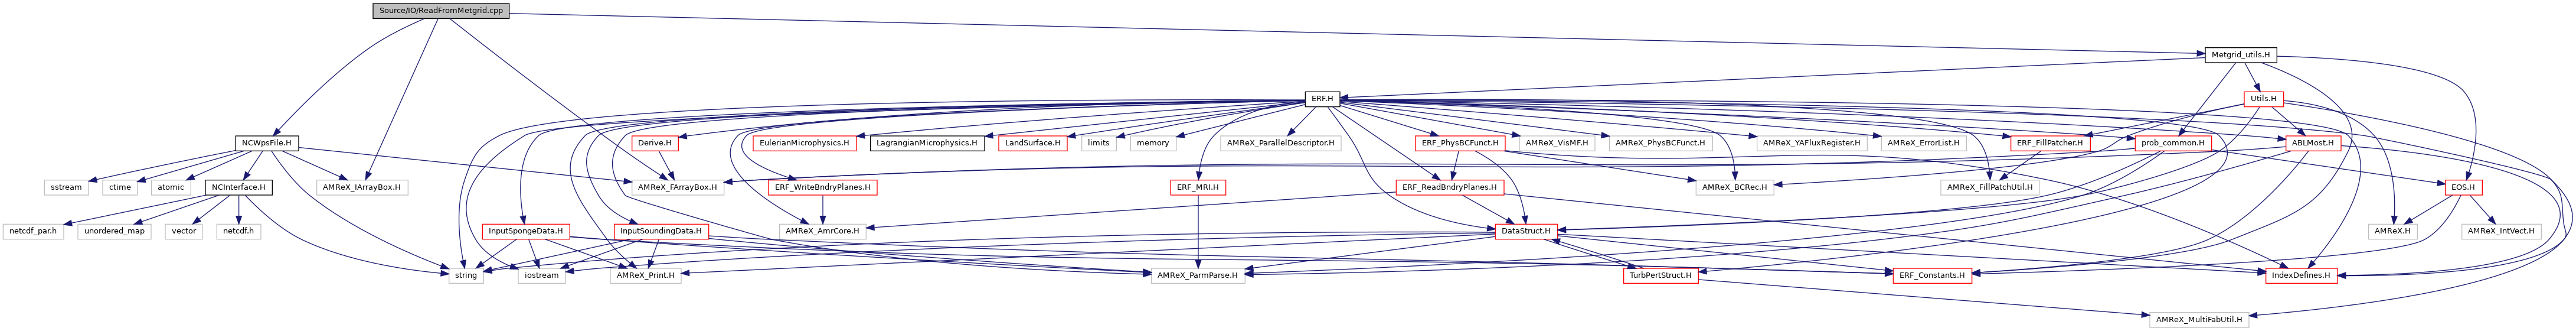 Source/IO/ReadFromMetgrid.cpp
Metgrid_utils.H
ERF.H
Utils.H
NCWpsFile.H
Derive.H
EulerianMicrophysics.H
LagrangianMicrophysics.H
LandSurface.H
limits
memory
AMReX_ParallelDescriptor.H
ERF_PhysBCFunct.H
AMReX_VisMF.H
AMReX_PhysBCFunct.H
AMReX_YAFluxRegister.H
AMReX_ErrorList.H
ERF_FillPatcher.H
prob_common.H
ABLMost.H
sstream
ctime
atomic
NCInterface.H
AMReX_IArrayBox.H
AMReX_FArrayBox.H
ERF_WriteBndryPlanes.H
ERF_MRI.H
ERF_ReadBndryPlanes.H
AMReX_BCRec.H
AMReX_FillPatchUtil.H
EOS.H
netcdf_par.h
unordered_map
vector
netcdf.h
InputSpongeData.H
InputSoundingData.H
AMReX_AmrCore.H
DataStruct.H
AMReX.H
AMReX_IntVect.H
string
iostream
AMReX_Print.H
AMReX_ParmParse.H
TurbPertStruct.H
ERF_Constants.H
IndexDefines.H
AMReX_MultiFabUtil.H